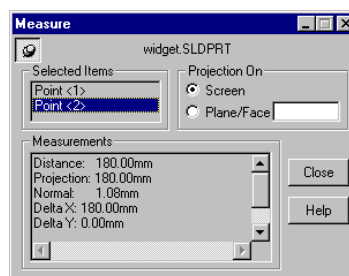 Measure
widget.SLDPRT
Selected Items
Point <1>
Point <2>
Projection On
Screen
Plane/Face
Measurements
Distance: 180.00mm
Projection: 180.00mm
Normal: 1.08mm
Delta X: 180.00mm
Delta Y: 0.00mm
Close
Help